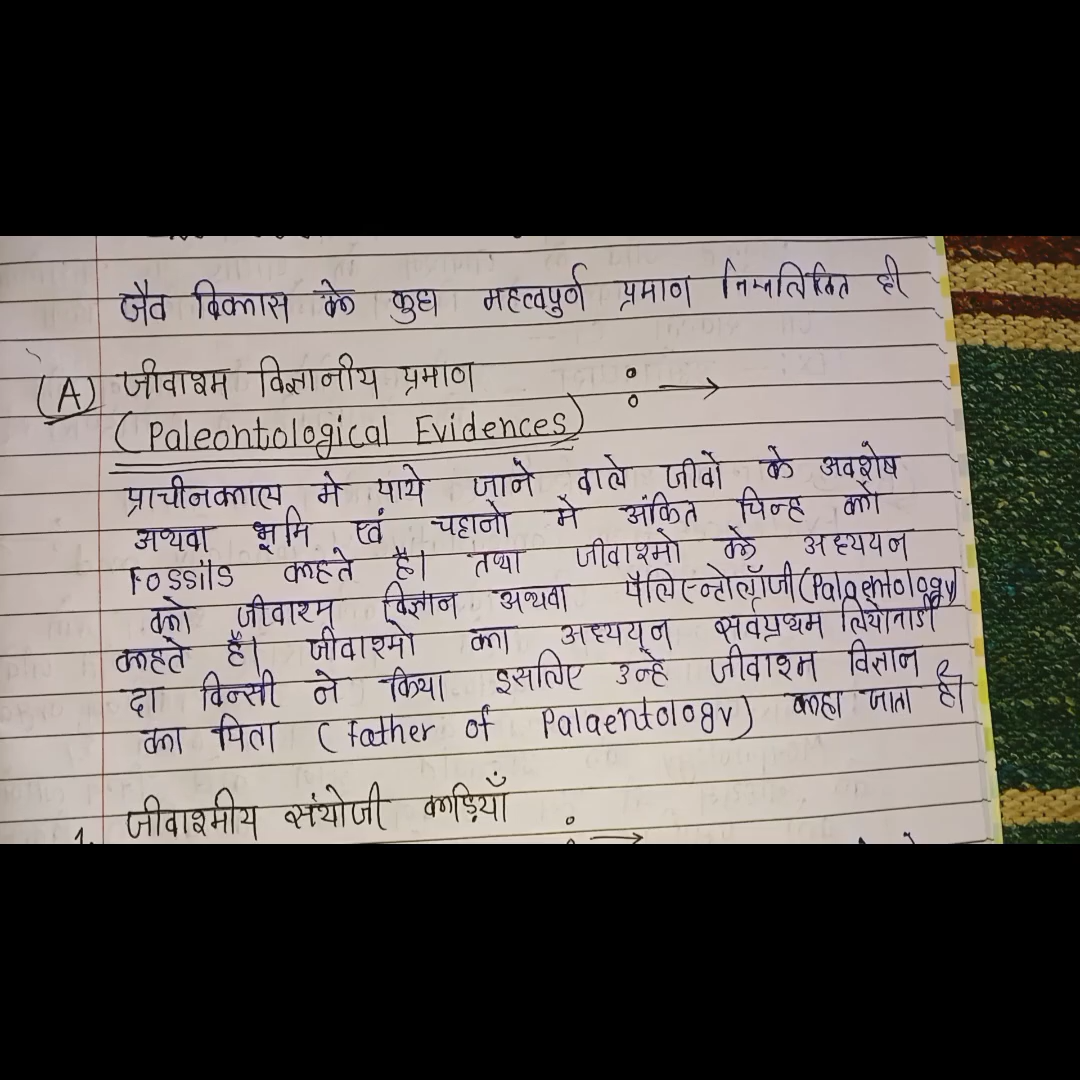 जैव विकास के कुछ महत्वपुर्ण प्रमाण निम्नलिखित है
(A) जीवाश्म विज्ञानीय प्रमाण :→
(Paleontological Evidences)
प्राचीनकाल मे पाये जाने वाले जीवों के अवशेष
अथवा भूमि एवं चट्टानों मे अंकित चिन्ह को
Fossils कहते है। तथा जीवाश्मो के अध्ययन
को जीवाश्म विज्ञान अथवा पैलिएन्टोलॉजी (Palaentology)
कहते है। जीवाश्मो का अध्ययन सर्वप्रथम लियोनार्डो
दा विन्सी ने किया इसलिए उन्हे जीवाश्म विज्ञान
का पिता (Father of Palaentology) कहा जाता है।
1. जीवाश्मीय संयोजी कड़ियाँ :→